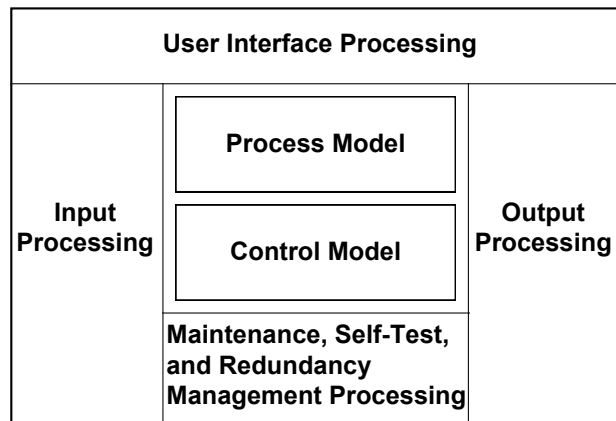 User Interface Processing
Process Model
Input
Processing
Control Model
Output
Processing
Maintenance, Self-Test,
and Redundancy
Management Processing